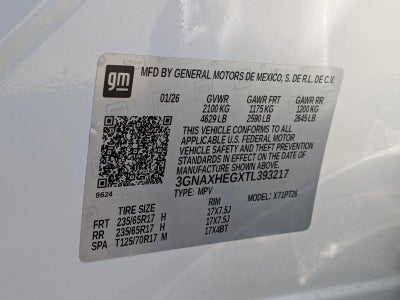 gm
MFD BY GENERAL MOTORS DE MEXICO, S. DE R.L. DE C.V.
01/26 GVWR GAWR FRT GAWR RR
2100 KG 1175 KG 1200 KG
4629 LB 2590 LB 2645 LB
THIS VEHICLE CONFORMS TO ALL APPLICABLE
U.S. FEDERAL MOTOR
VEHICLE SAFETY AND THEFT PREVENTION
STANDARDS IN EFFECT ON THE DATE OF
MANUFACTURE SHOWN ABOVE.
3GNAXHEGXTL393217
TYPE: MPV MODEL: X71PT26
8624
TIRE SIZE RIM
FRT 235/65R17 H 17X7.5J
RR 235/65R17 H 17X7.5J
SPA T125/70R17 M 17X4BT